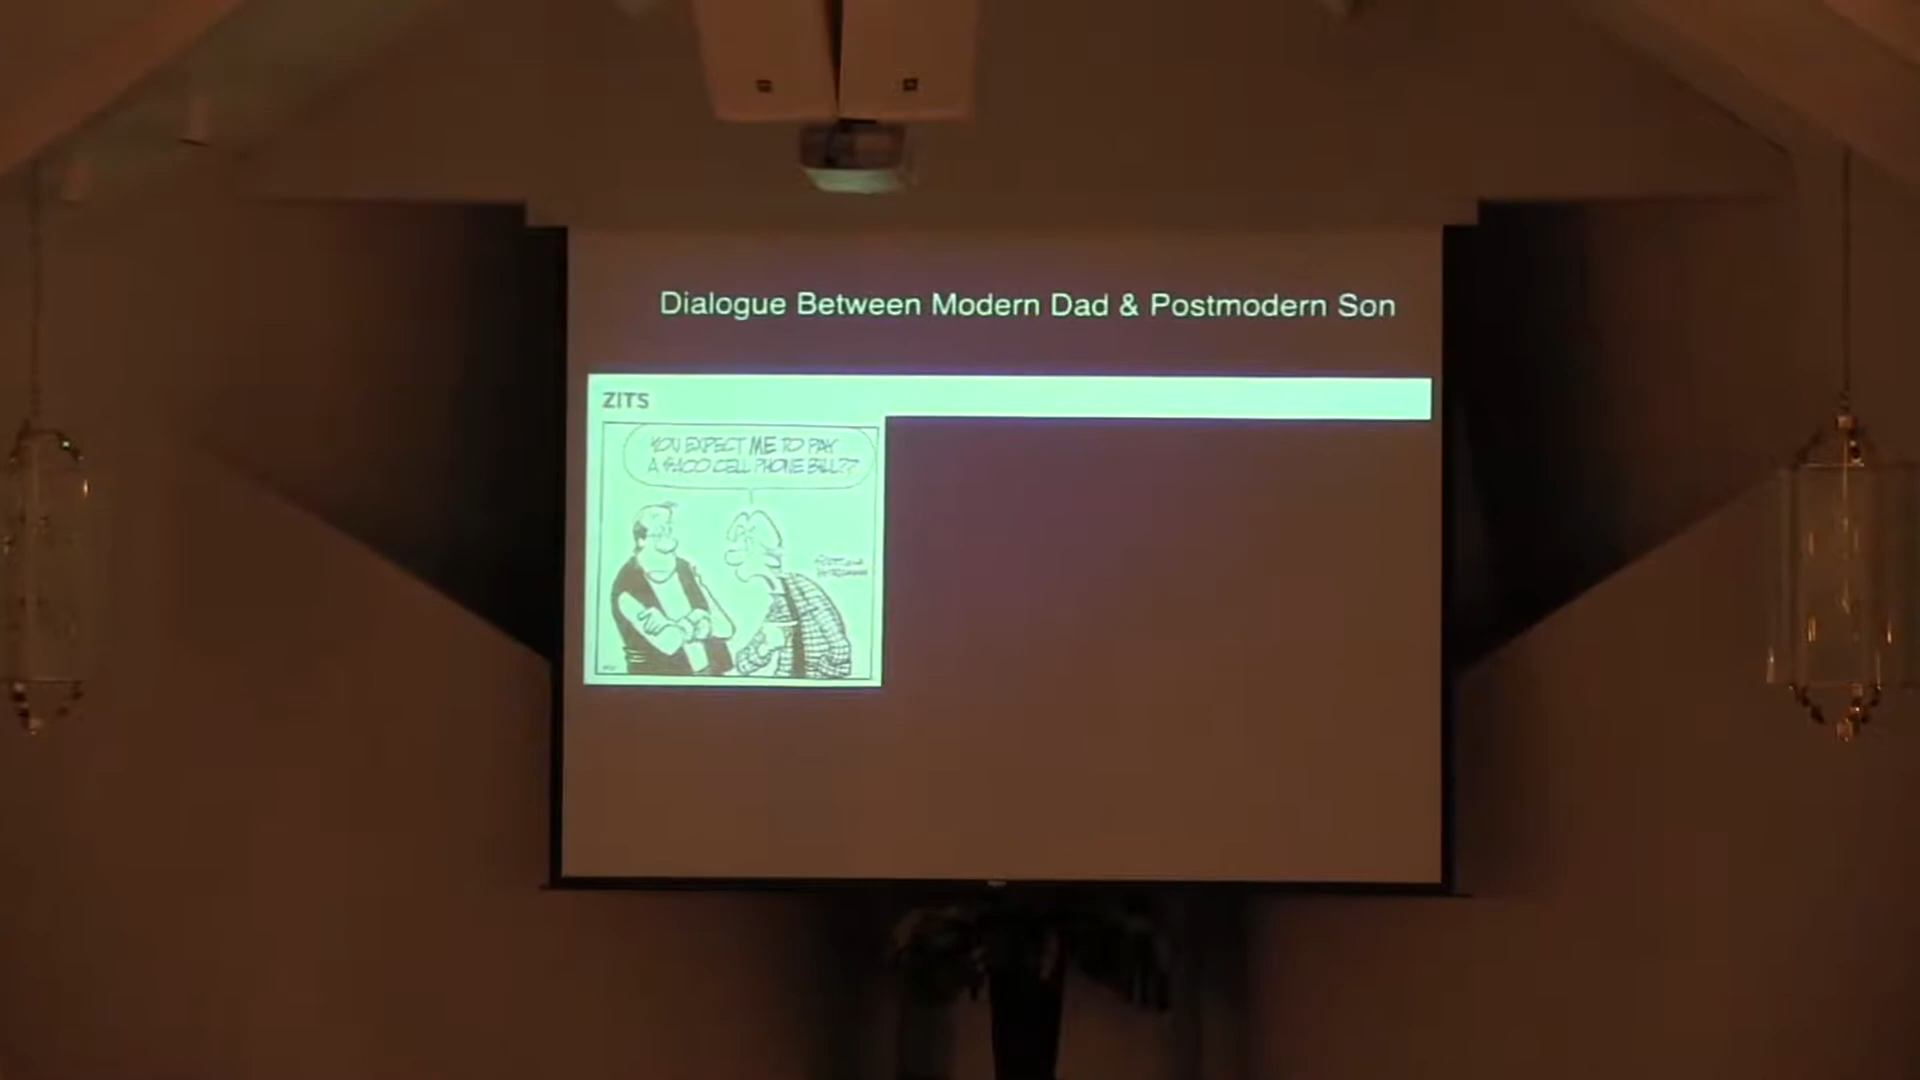 Dialogue Between Modern Dad & Postmodern Son
ZITS
YOU EXPECT ME TO PAY
A $400 CELL PHONE BILL??